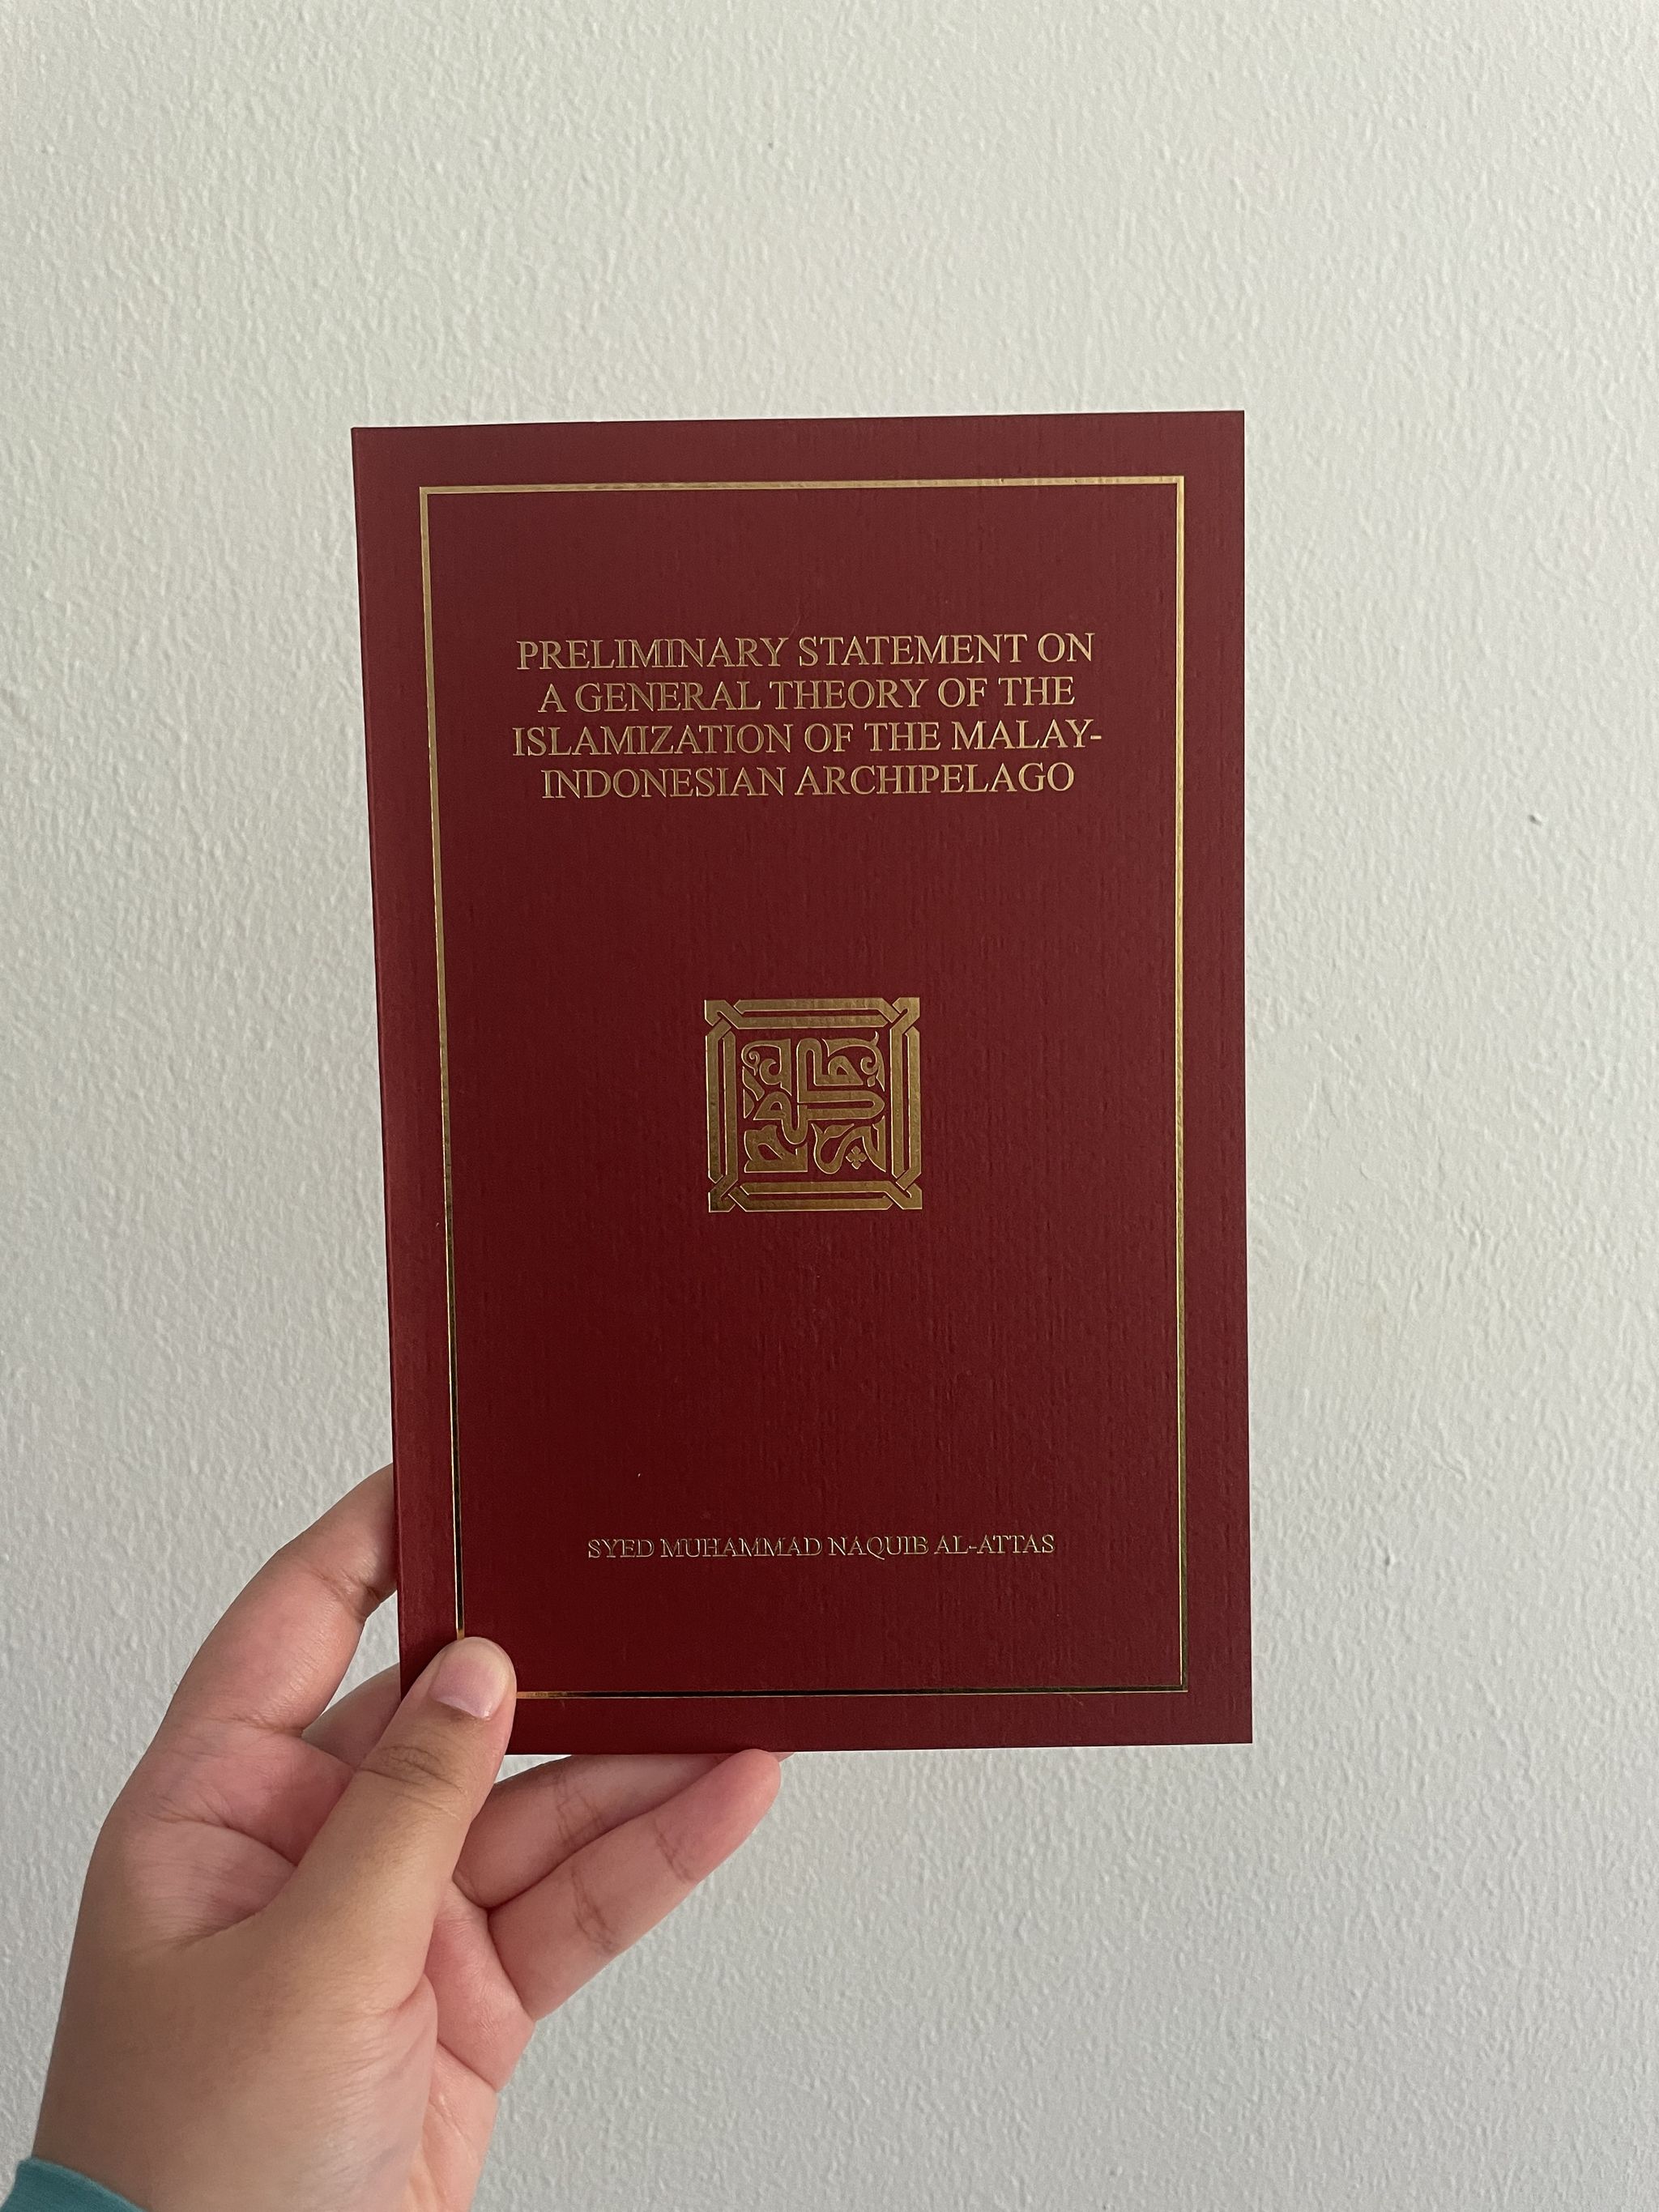 PRELIMINARY STATEMENT ON
A GENERAL THEORY OF THE
ISLAMIZATION OF THE MALAY-
INDONESIAN ARCHIPELAGO
SYED MUHAMMAD NAQUIB AL-ATTAS